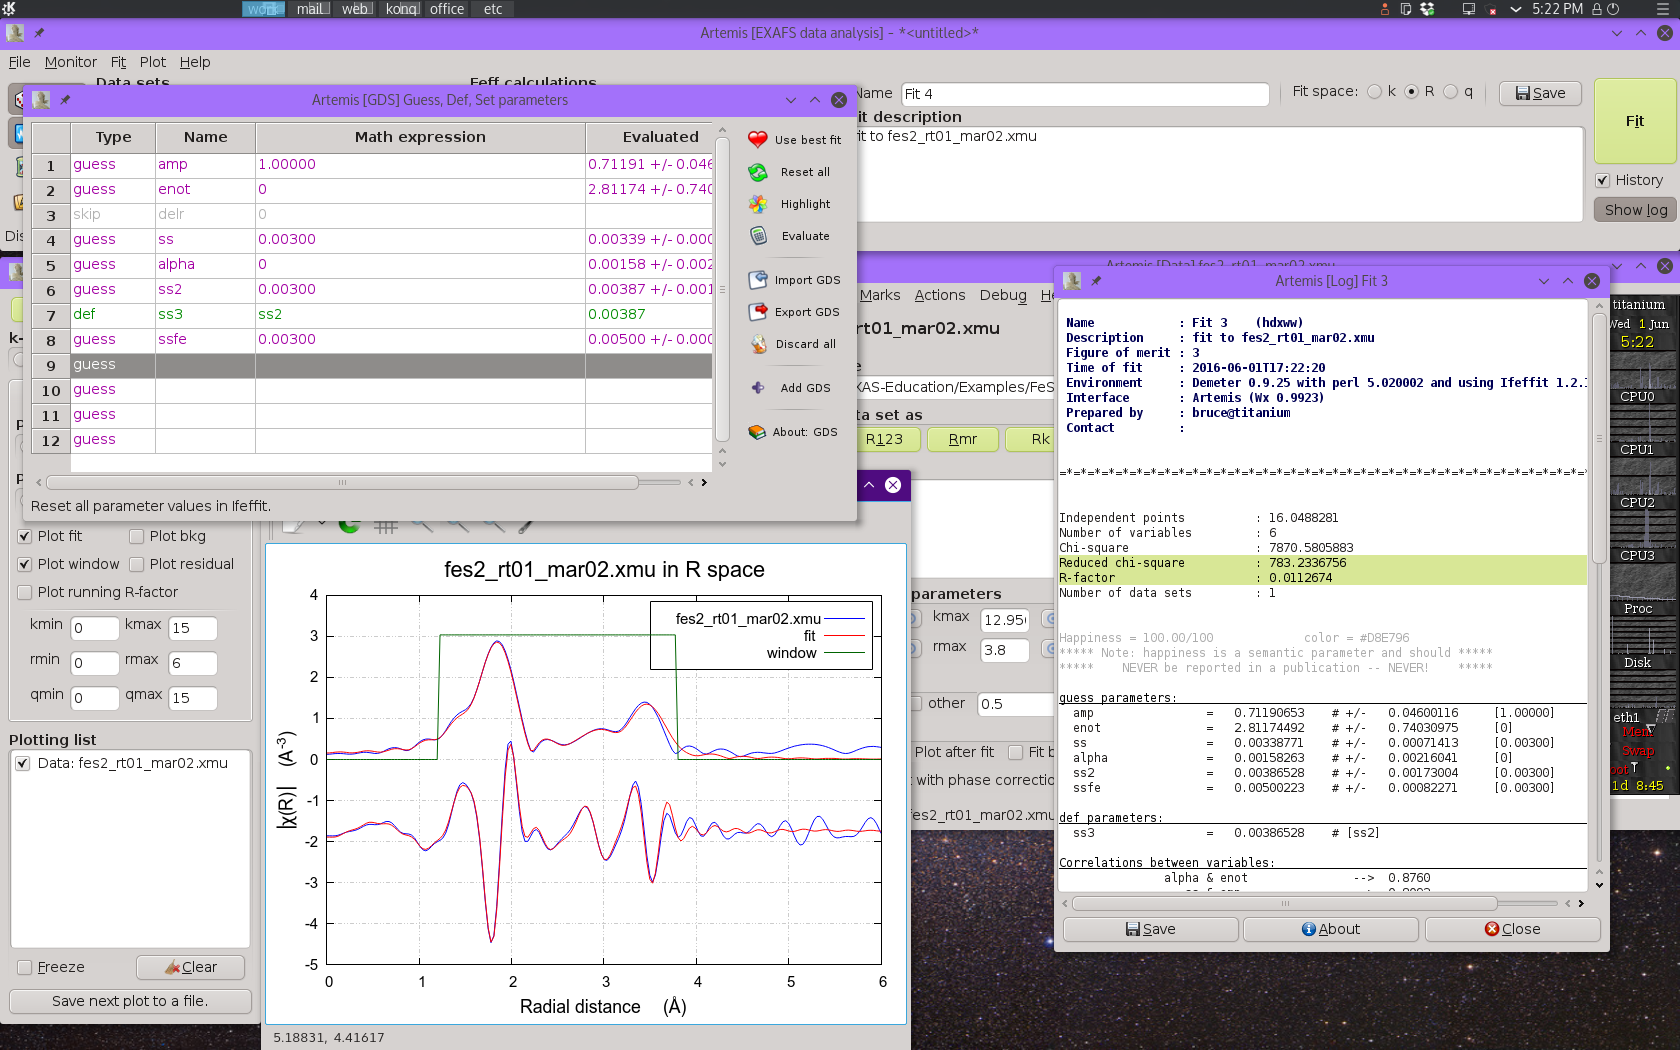 work mail web kong office etc
5:22 PM
Artemis [EXAFS data analysis] - *<untitled>*
File Monitor Fit Plot Help
Data sets
Feff calculations
Name Fit 4
Fit space: k R q
Save
Fit
Fit description
fit to fes2_rt01_mar02.xmu
History
Show log
Artemis [GDS] Guess, Def, Set parameters
Type Name Math expression Evaluated
1 guess amp 1.00000 0.71191 +/- 0.046
2 guess enot 0 2.81174 +/- 0.740
3 skip delr 0
4 guess ss 0.00300 0.00339 +/- 0.000
5 guess alpha 0 0.00158 +/- 0.002
6 guess ss2 0.00300 0.00387 +/- 0.001
7 def ss3 ss2 0.00387
8 guess ssfe 0.00300 0.00500 +/- 0.000
9 guess
10 guess
11 guess
12 guess
Use best fit
Reset all
Highlight
Evaluate
Import GDS
Export GDS
Discard all
Add GDS
About: GDS
Reset all parameter values in Ifeffit.
Artemis [Data] fes2_rt01_mar02.xmu
Marks Actions Debug He
rt01_mar02.xmu
XAS-Education/Examples/FeS
ta set as
R123 Rmr Rk
parameters
kmax 12.956
rmax 3.8
other 0.5
Plot after fit Fit b
t with phase correctio
fes2_rt01_mar02.xmu
k-
Plot fit Plot bkg
Plot window Plot residual
Plot running R-factor
kmin 0 kmax 15
rmin 0 rmax 6
qmin 0 qmax 15
Plotting list
Data: fes2_rt01_mar02.xmu
Freeze Clear
Save next plot to a file.
fes2_rt01_mar02.xmu in R space
fes2_rt01_mar02.xmu
fit
window
4
3
2
1
0
-1
-2
-3
-4
-5
|χ(R)| (Å-3)
0 1 2 3 4 5 6
Radial distance (Å)
5.18831, 4.41617
Artemis [Log] Fit 3
Name : Fit 3 (hdxww)
Description : fit to fes2_rt01_mar02.xmu
Figure of merit : 3
Time of fit : 2016-06-01T17:22:20
Environment : Demeter 0.9.25 with perl 5.020002 and using Ifeffit 1.2.1
Interface : Artemis (Wx 0.9923)
Prepared by : bruce@titanium
Contact :
Independent points : 16.0488281
Number of variables : 6
Chi-square : 7870.5805883
Reduced chi-square : 783.2336756
R-factor : 0.0112674
Number of data sets : 1
Happiness = 100.00/100 color = #D8E796
***** Note: happiness is a semantic parameter and should *****
***** NEVER be reported in a publication -- NEVER! *****
guess parameters:
amp = 0.71190653 # +/- 0.04600116 [1.00000]
enot = 2.81174492 # +/- 0.74030975 [0]
ss = 0.00338771 # +/- 0.00071413 [0.00300]
alpha = 0.00158263 # +/- 0.00216041 [0]
ss2 = 0.00386528 # +/- 0.00173004 [0.00300]
ssfe = 0.00500223 # +/- 0.00082271 [0.00300]
def parameters:
ss3 = 0.00386528 # [ss2]
Correlations between variables:
alpha & enot --> 0.8760
Save About Close
titanium
Wed 1 Jun
5:22
CPU0
CPU1
CPU2
CPU3
Proc
Disk
eth1
Mem
Swap
1d 8:45